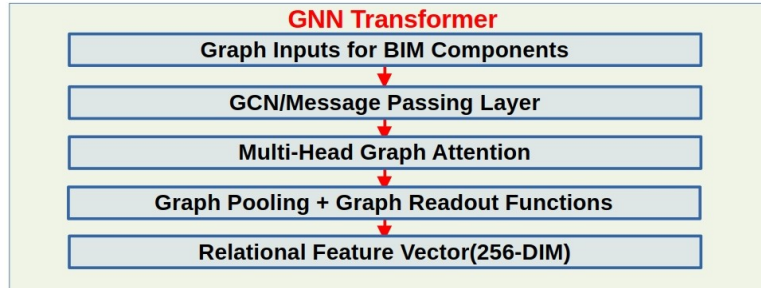 GNN Transformer
Graph Inputs for BIM Components
GCN/Message Passing Layer
Multi-Head Graph Attention
Graph Pooling + Graph Readout Functions
Relational Feature Vector(256-DIM)